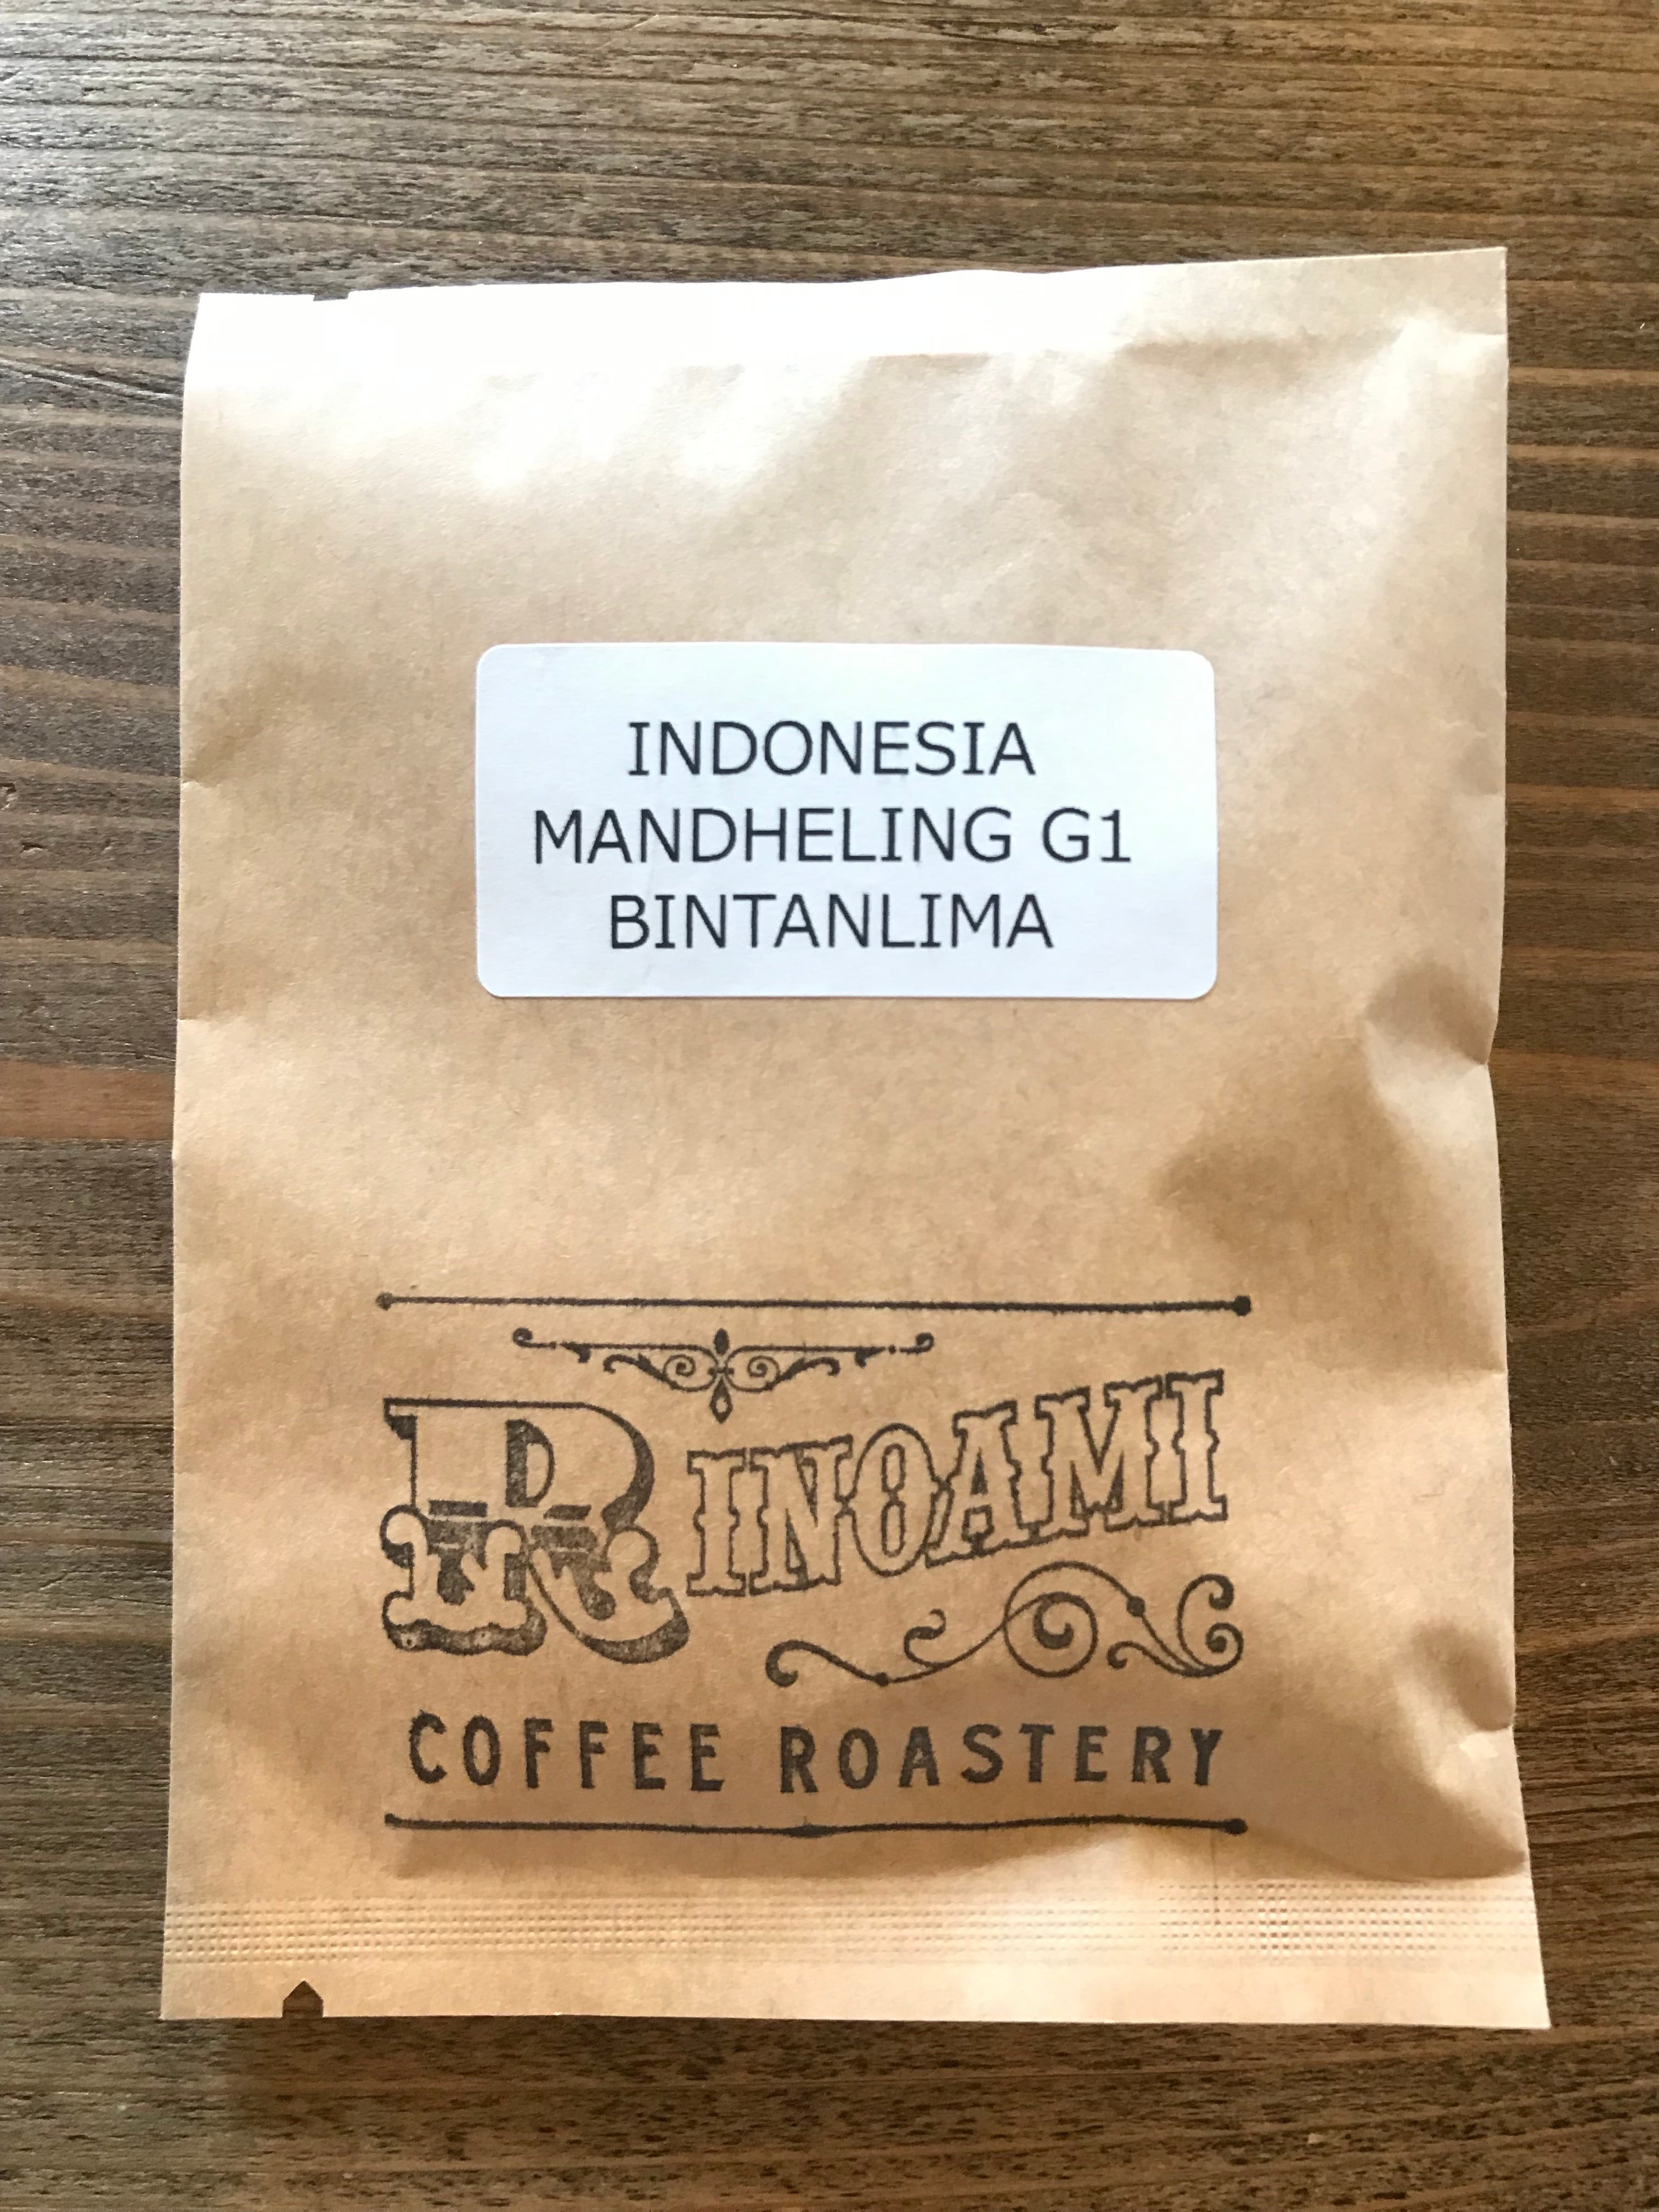 INDONESIA
MANDHELING G1
BINTANLIMA
RINOAMI
COFFEE ROASTERY